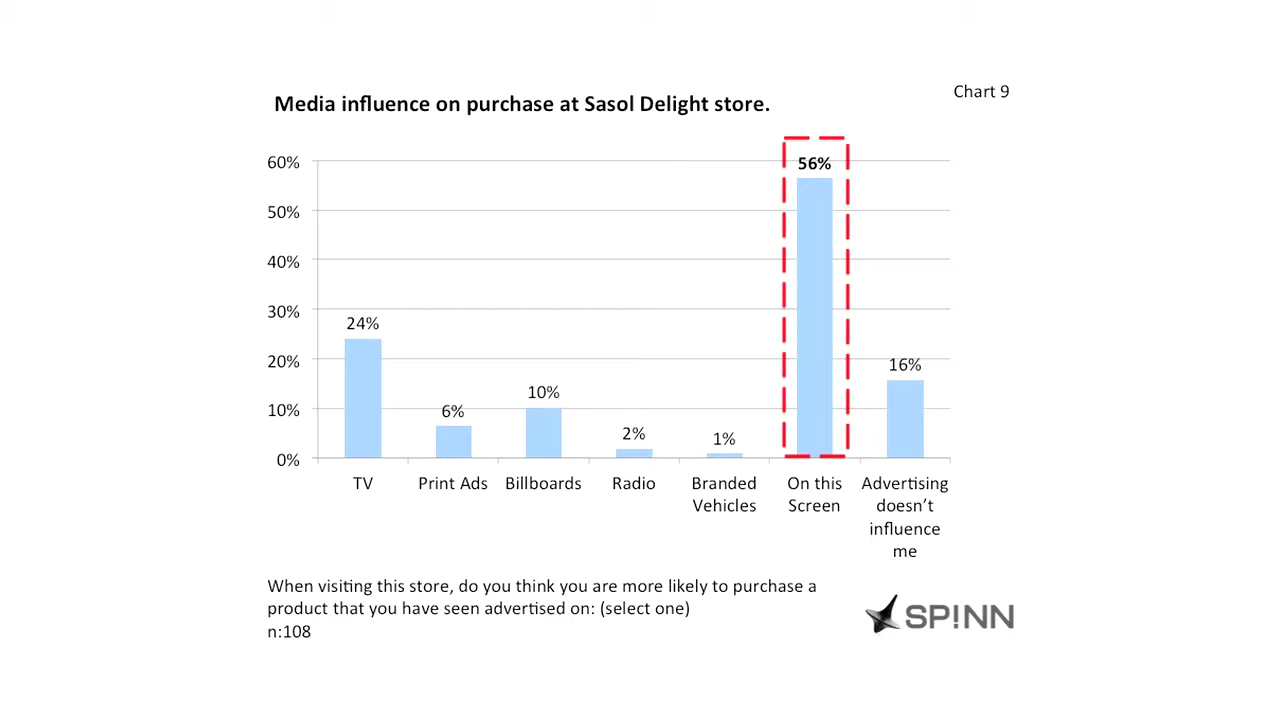 Chart 9
Media influence on purchase at Sasol Delight store.
60%
50%
40%
30%
20%
10%
0%
24%
6%
10%
2%
1%
56%
16%
TV
Print Ads
Billboards
Radio
Branded
Vehicles
On this
Screen
Advertising
doesn't
influence
me
When visiting this store, do you think you are more likely to purchase a
product that you have seen advertised on: (select one)
n:108
SP!NN